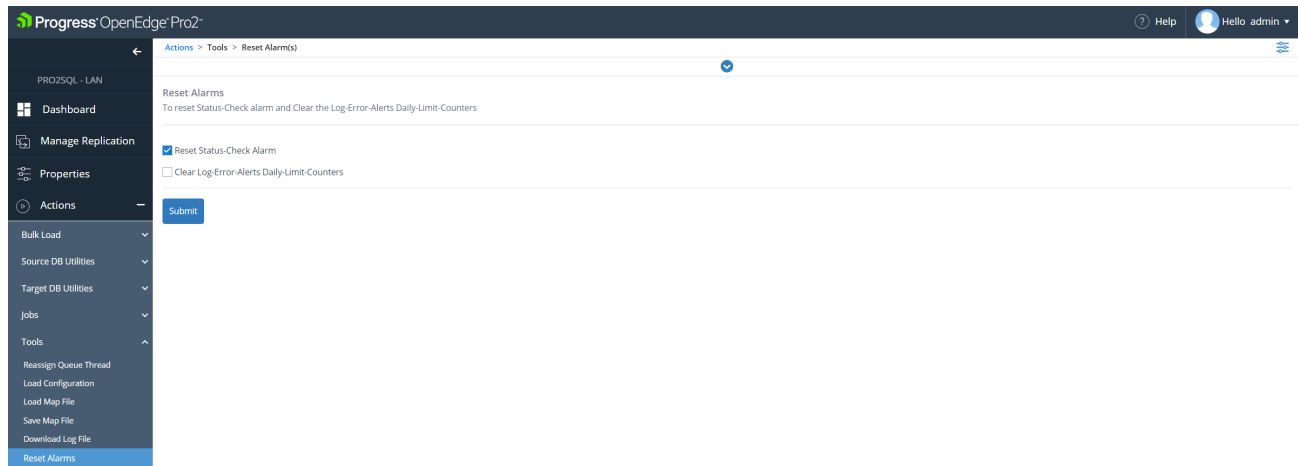 Progress® OpenEdge® Pro2™
? Help
Hello admin
Actions > Tools > Reset Alarm(s)
PRO2SQL - LAN
Dashboard
Manage Replication
Properties
Actions
Bulk Load
Source DB Utilities
Target DB Utilities
Jobs
Tools
Reassign Queue Thread
Load Configuration
Load Map File
Save Map File
Download Log File
Reset Alarms
Reset Alarms
To reset Status-Check alarm and Clear the Log-Error-Alerts Daily-Limit-Counters
Reset Status-Check Alarm
Clear Log-Error-Alerts Daily-Limit-Counters
Submit